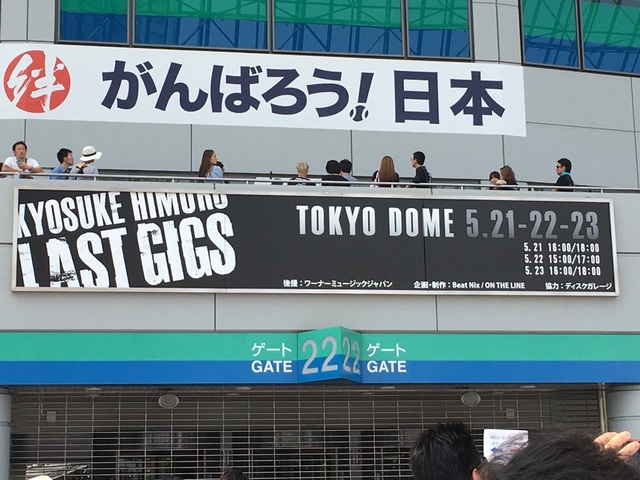 絆 がんばろう!日本
KYOSUKE HIMURO
LAST GIGS
TOKYO DOME 5.21-22-23
5. 21 16:00/18:00
5. 22 15:00/17:00
5. 23 16:00/18:00
後援:ワーナーミュージックジャパン 企画・制作:Beat Nix / ON THE LINE 協力:ディスクガレージ
ゲート 22 22 ゲート
GATE GATE